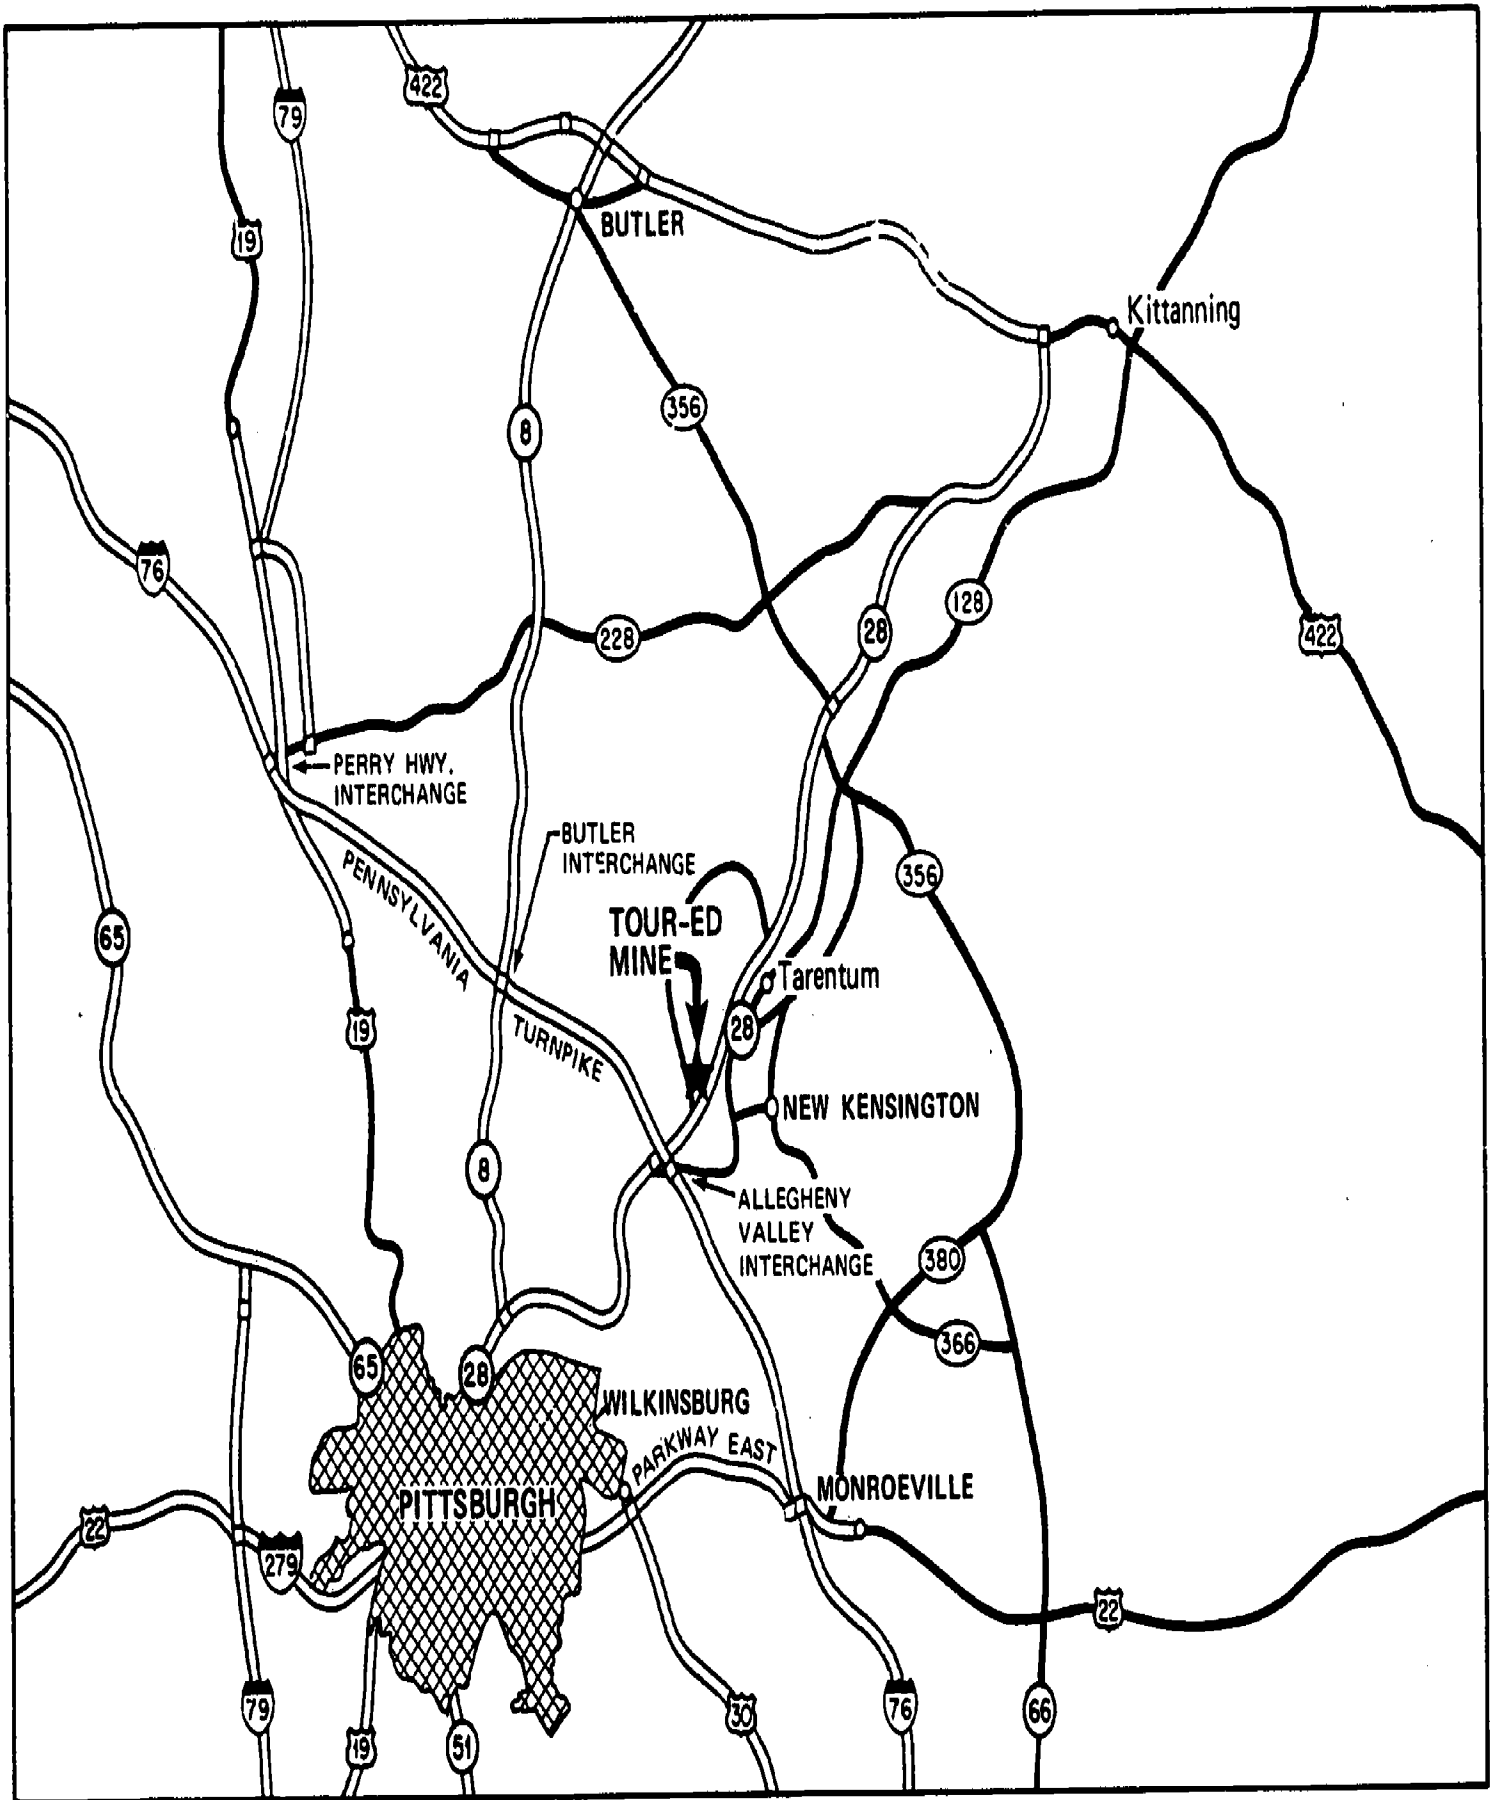 422
79
19
BUTLER
Kittanning
356
8
76
128
228
28
422
PERRY HWY.
INTERCHANGE
BUTLER
INTERCHANGE
PENNSYLVANIA
356
TOUR-ED
MINE
65
Tarentum
19
28
TURNPIKE
NEW KENSINGTON
8
ALLEGHENY
VALLEY
INTERCHANGE
380
366
65
28
WILKINSBURG
PARKWAY EAST
MONROEVILLE
PITTSBURGH
22
279
22
79
30
76
66
19
51